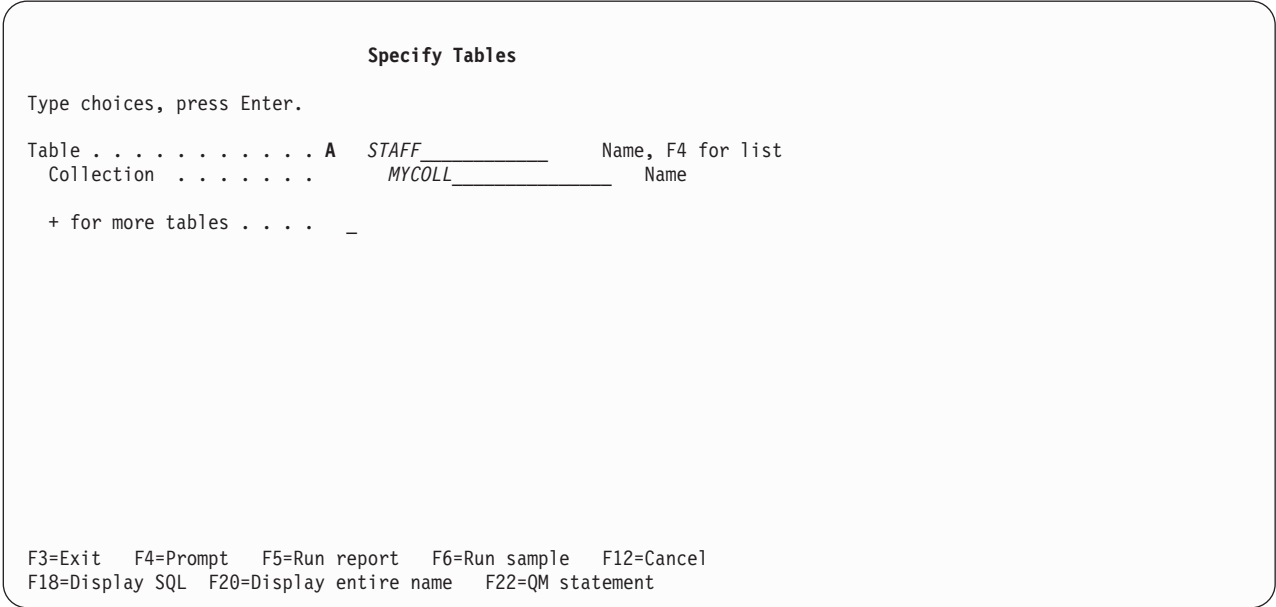 Specify Tables
Type choices, press Enter.
Table . . . . . . . . . . . A STAFF____________ Name, F4 for list
Collection . . . . . . . MYCOLL_______________ Name
+ for more tables . . . . _
F3=Exit F4=Prompt F5=Run report F6=Run sample F12=Cancel
F18=Display SQL F20=Display entire name F22=QM statement